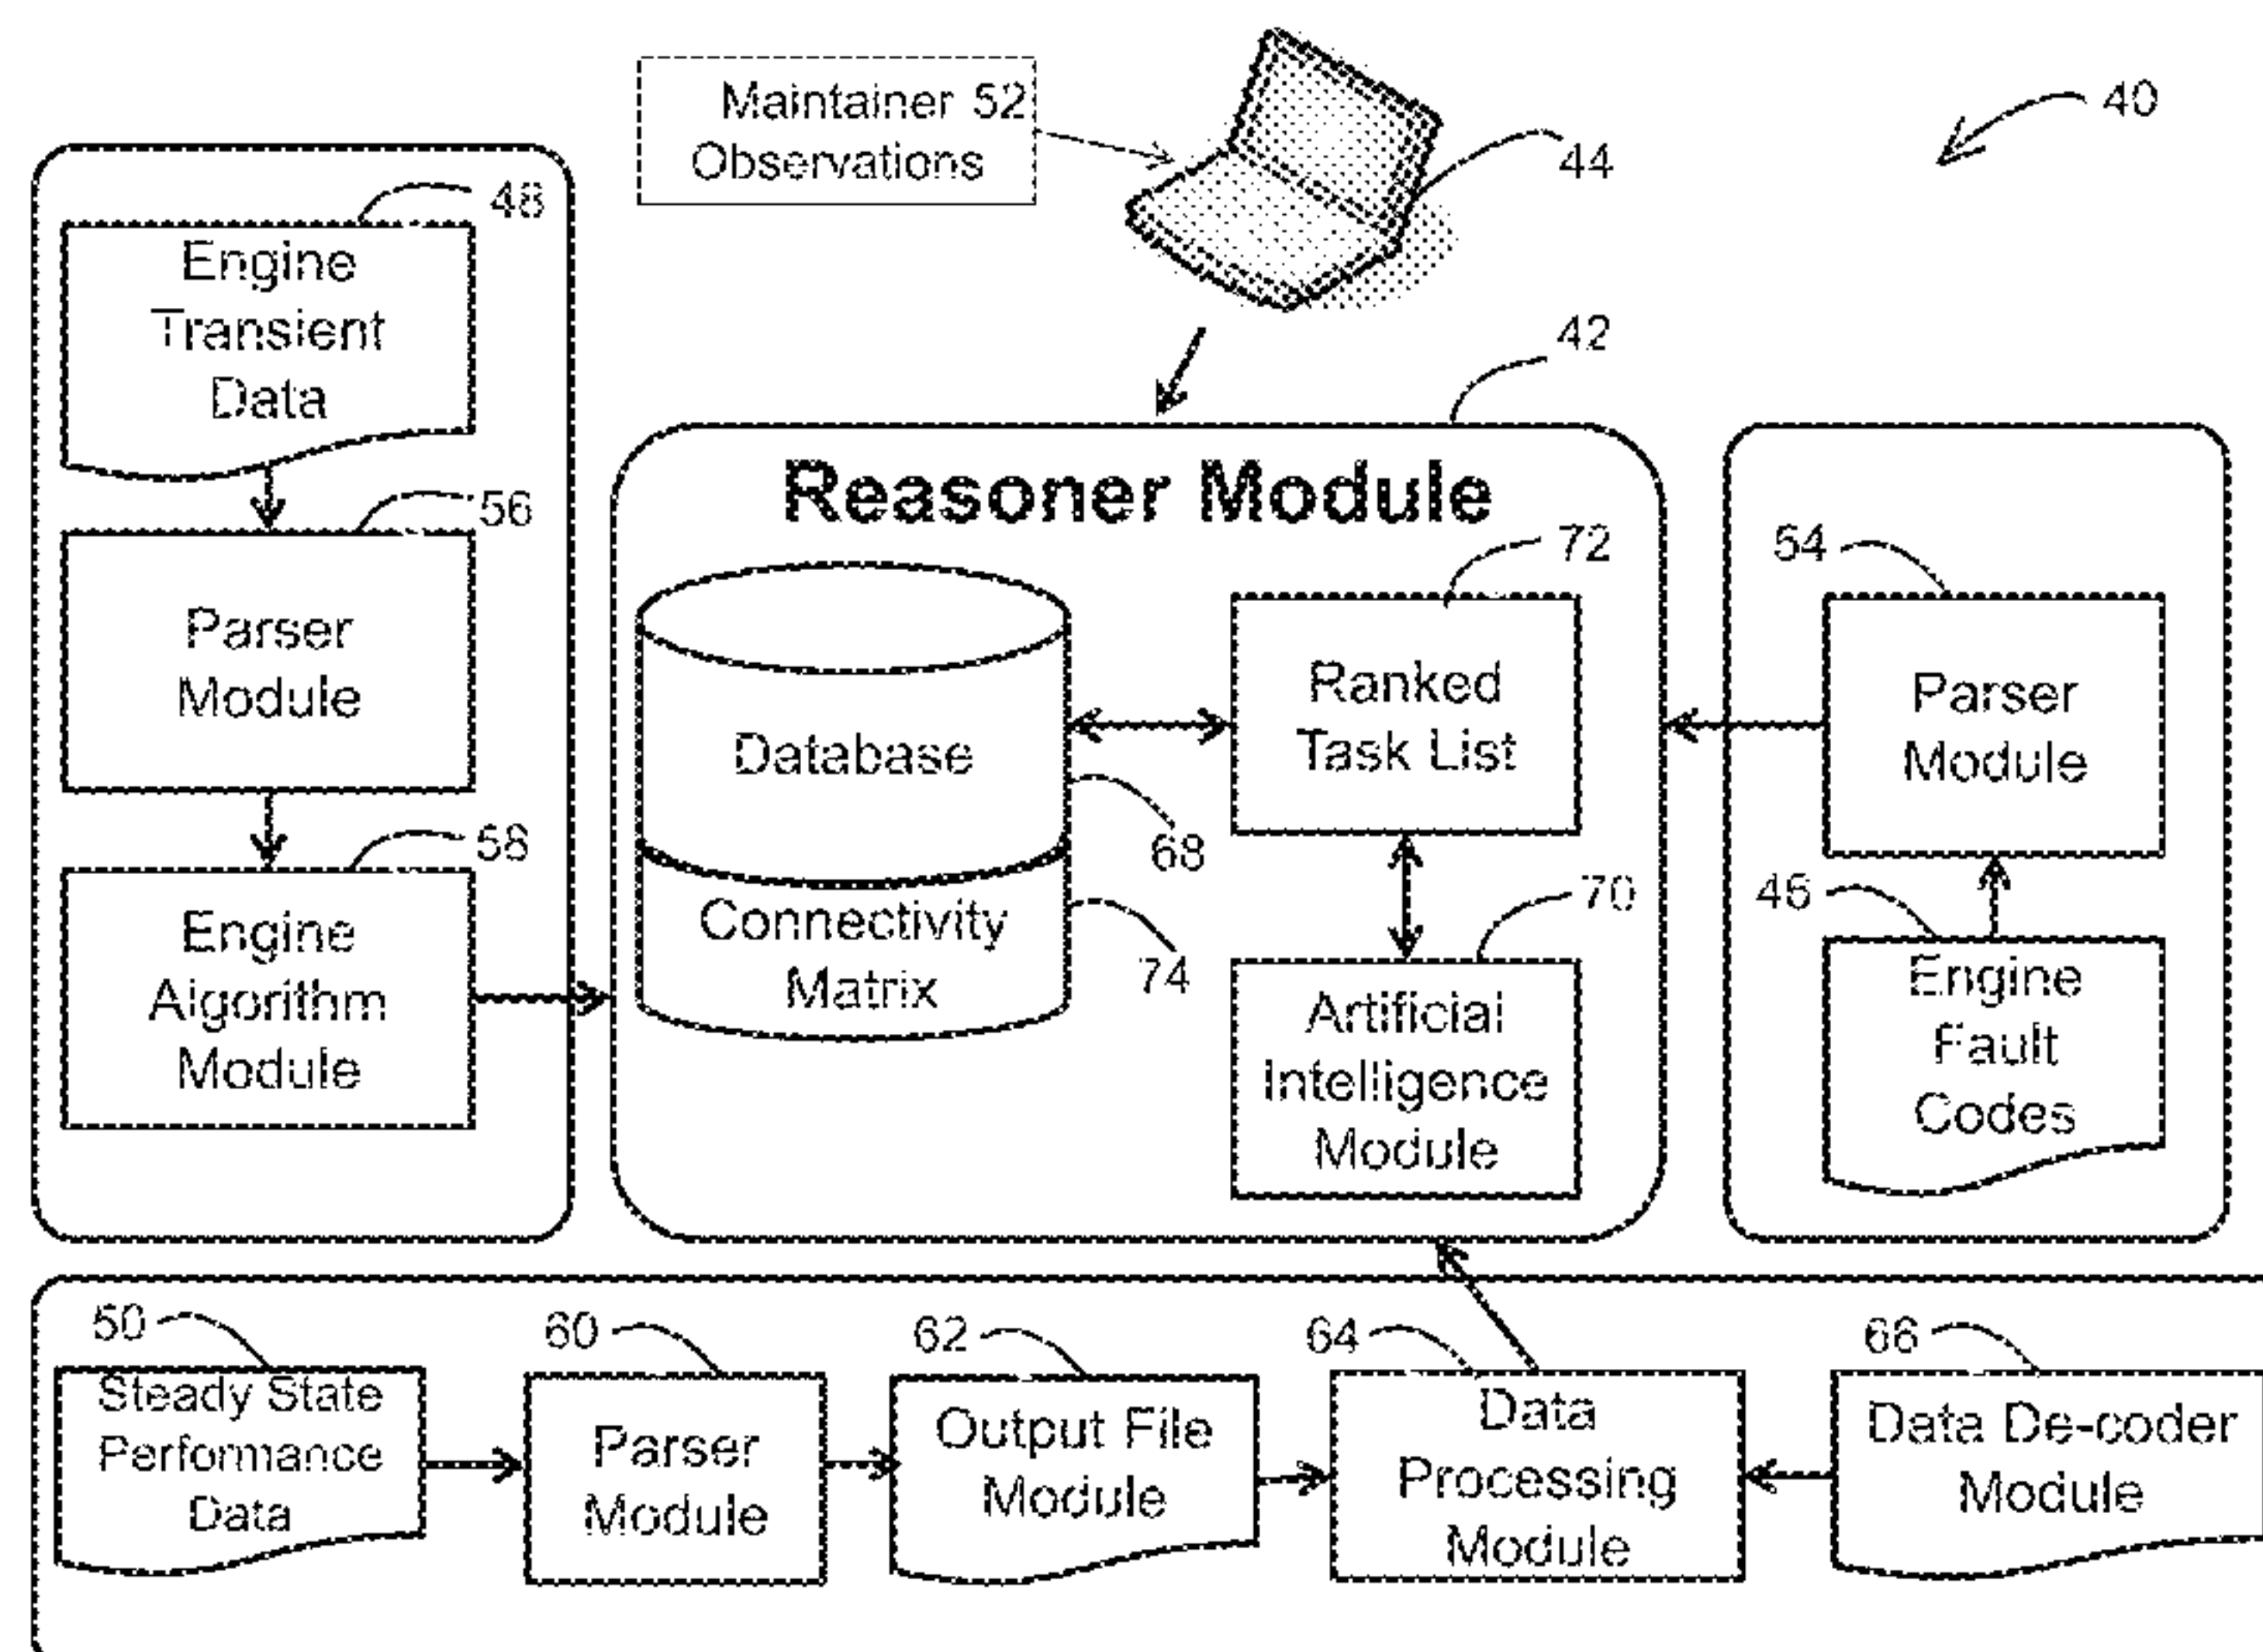 Maintainer 52
Observations
40
44
48
Engine
Transient
Data
56
Parser
Module
58
Engine
Algorithm
Module
42
Reasoner Module
Database
68
Connectivity
Matrix
74
72
Ranked
Task List
70
Artificial
Intelligence
Module
54
Parser
Module
46
Engine
Fault
Codes
50
Steady State
Performance
Data
60
Parser
Module
62
Output File
Module
64
Data
Processing
Module
66
Data De-coder
Module